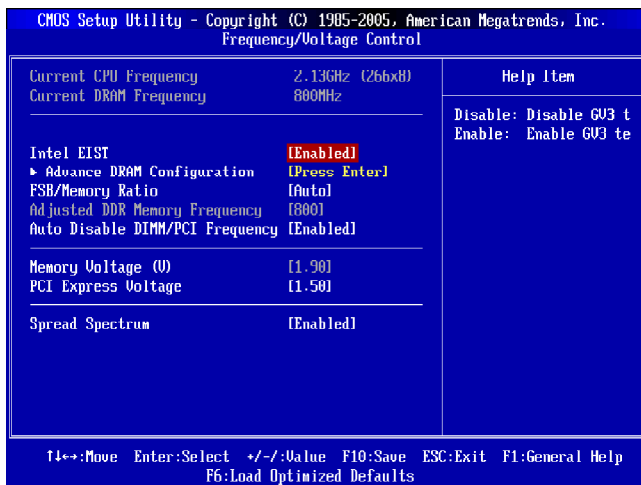 CMOS Setup Utility - Copyright (C) 1985-2005, American Megatrends, Inc.
Frequency/Voltage Control
Current CPU Frequency 2.13GHz (266x8)
Current DRAM Frequency 800MHz
Intel EIST [Enabled]
▸ Advance DRAM Configuration [Press Enter]
FSB/Memory Ratio [Auto]
Adjusted DDR Memory Frequency [800]
Auto Disable DIMM/PCI Frequency [Enabled]
Memory Voltage (V) [1.90]
PCI Express Voltage [1.50]
Spread Spectrum [Enabled]
Help Item
Disable: Disable GV3 t
Enable: Enable GV3 te
↑↓←→:Move Enter:Select +/-/:Value F10:Save ESC:Exit F1:General Help
F6:Load Optimized Defaults